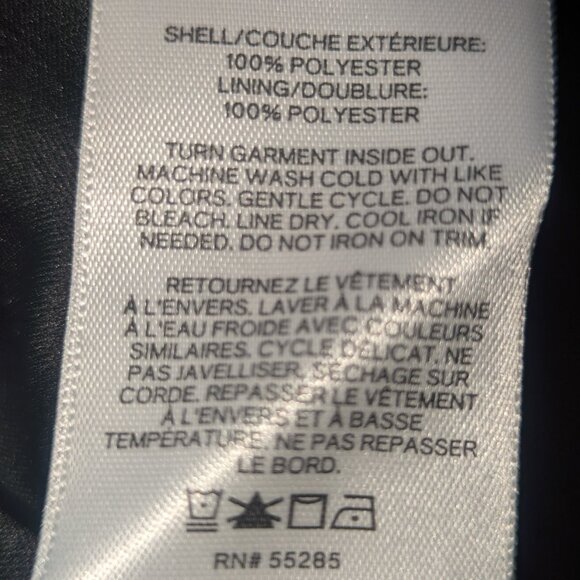 SHELL/COUCHE EXTÉRIEURE:
100% POLYESTER
LINING/DOUBLURE:
100% POLYESTER
TURN GARMENT INSIDE OUT.
MACHINE WASH COLD WITH LIKE
COLORS. GENTLE CYCLE. DO NOT
BLEACH. LINE DRY. COOL IRON IF
NEEDED. DO NOT IRON ON TRIM
RETOURNEZ LE VÊTEMENT
À L'ENVERS. LAVER À LA MACHINE
À L'EAU FROIDE AVEC COULEURS
SIMILAIRES. CYCLE DÉLICAT. NE
PAS JAVELLISER. SÉCHAGE SUR
CORDE. REPASSER LE VÊTEMENT
À L'ENVERS ET À BASSE
TEMPÉRATURE. NE PAS REPASSER
LE BORD.
RN# 55285